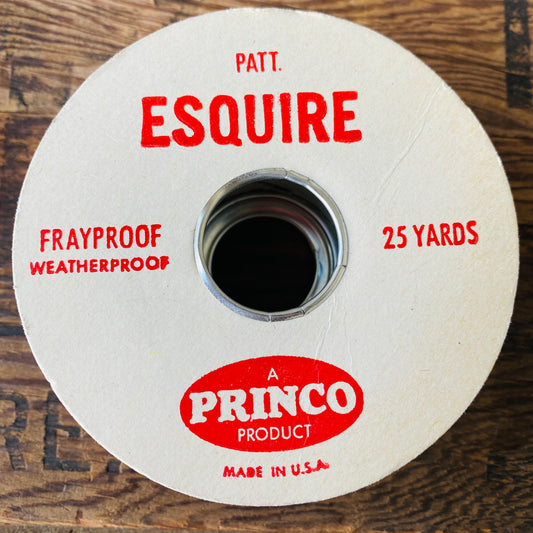 PATT.
ESQUIRE
FRAYPROOF
WEATHERPROOF
25 YARDS
A
PRINCO
PRODUCT
MADE IN U.S.A.